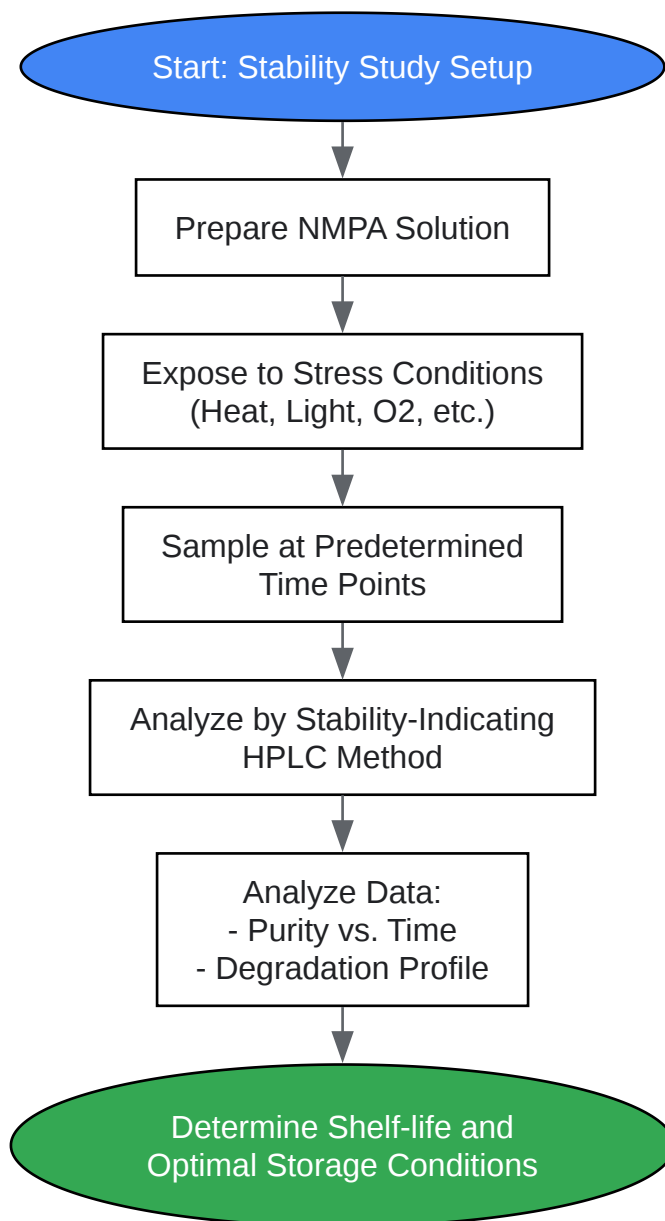 Start: Stability Study Setup
Prepare NMPA Solution
Expose to Stress Conditions
(Heat, Light, O2, etc.)
Sample at Predetermined
Time Points
Analyze by Stability-Indicating
HPLC Method
Analyze Data:
- Purity vs. Time
- Degradation Profile
Determine Shelf-life and
Optimal Storage Conditions